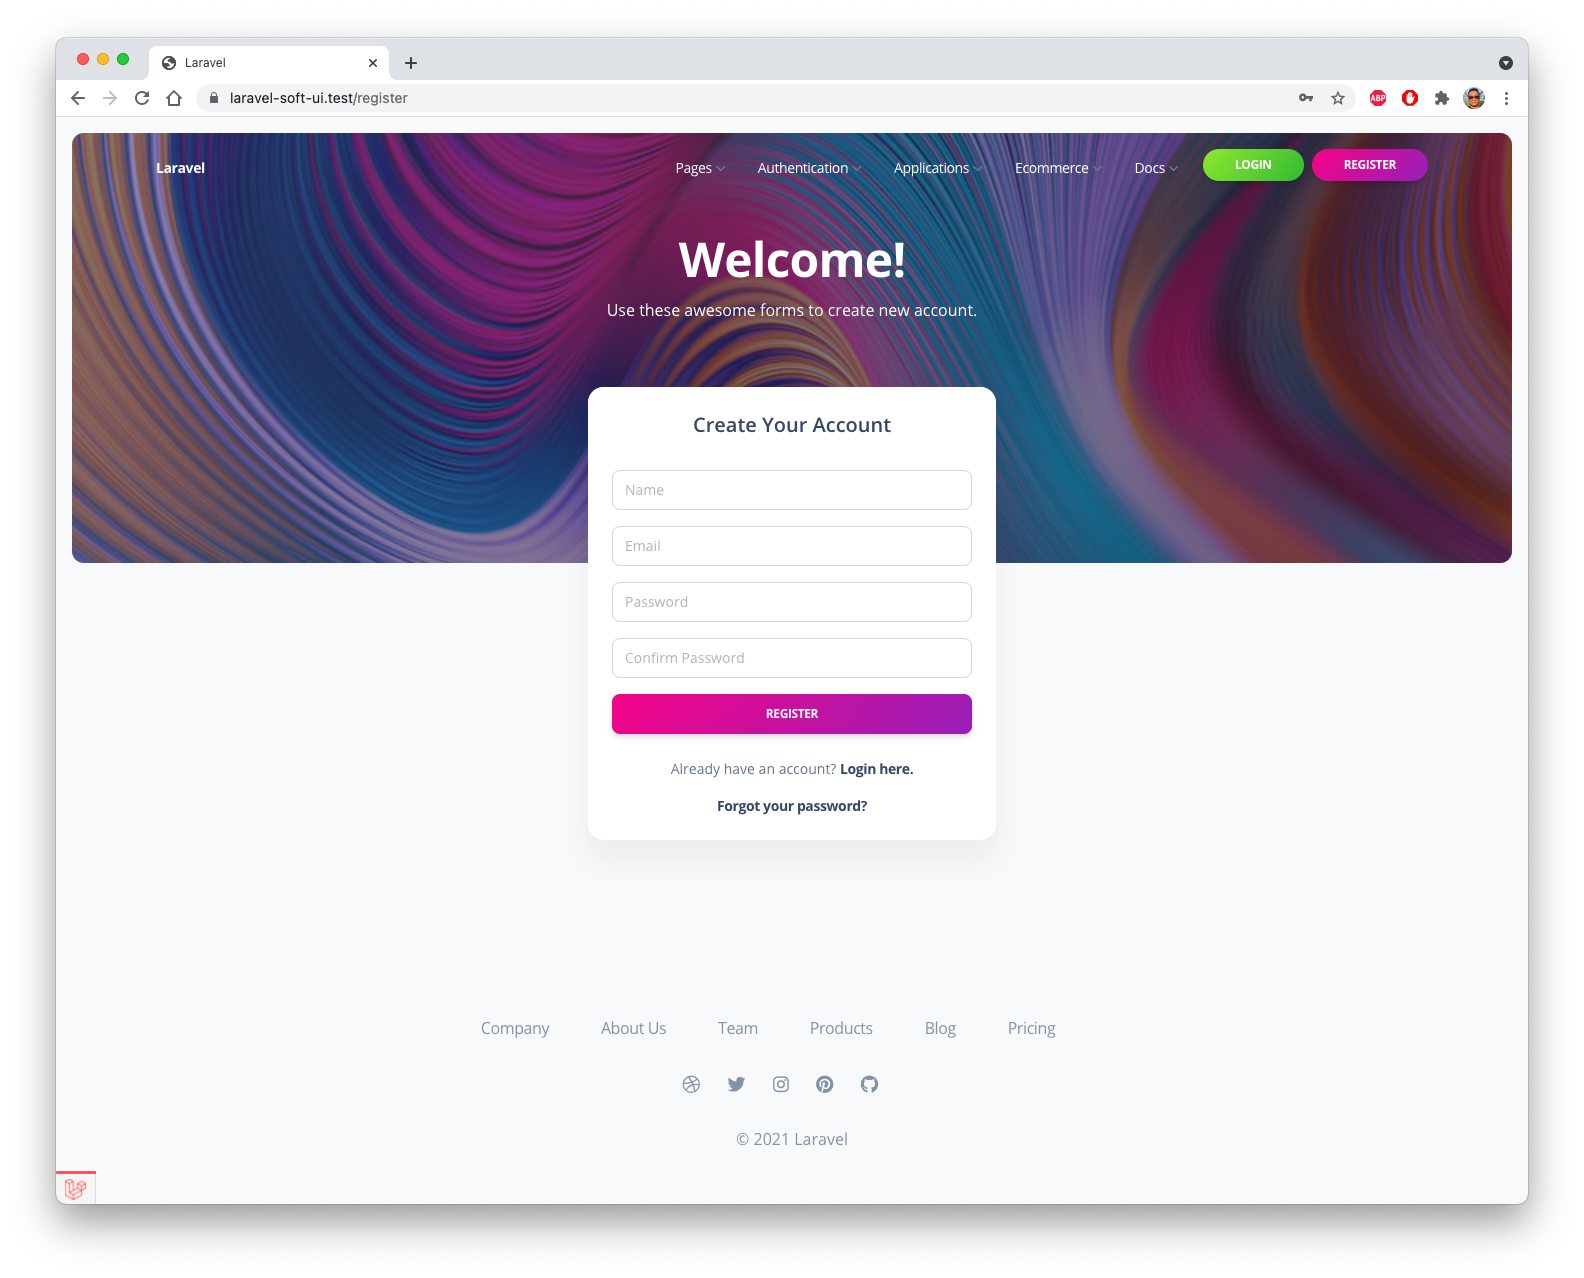 Laravel
laravel-soft-ui.test/register
ABP
Laravel
Pages
Authentication
Applications
Ecommerce
Docs
LOGIN
REGISTER
Welcome!
Use these awesome forms to create new account.
Create Your Account
Name
Email
Password
Confirm Password
REGISTER
Already have an account? Login here.
Forgot your password?
Company
About Us
Team
Products
Blog
Pricing
© 2021 Laravel